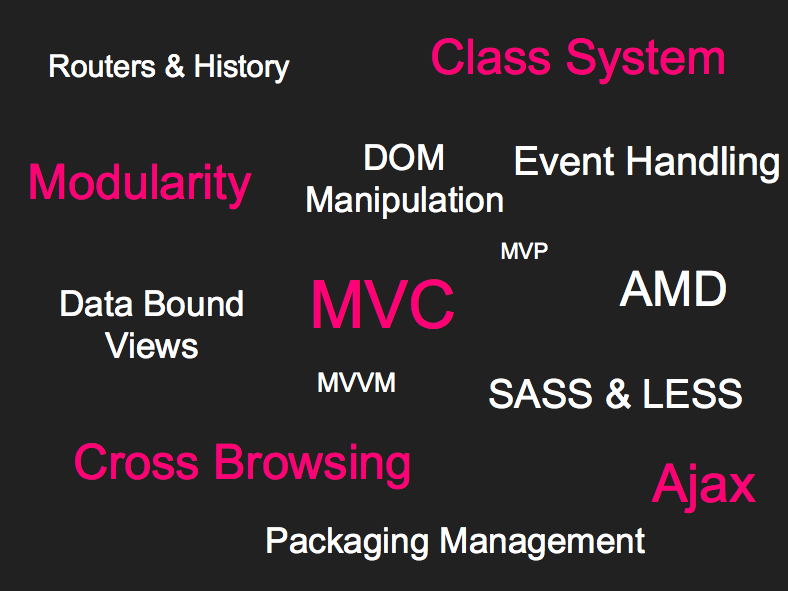 Routers & History
Class System
Modularity
DOM
Manipulation
Event Handling
MVP
AMD
Data Bound
Views
MVC
MVVM
SASS & LESS
Cross Browsing
Ajax
Packaging Management